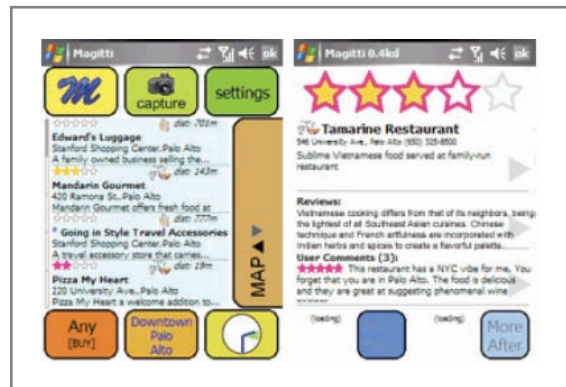 Magitti
ok
capture
settings
dist: 701m
Edward's Luggage
Stanford Shopping Center, Palo Alto
A family owned business selling the...
dist: 143m
Mandarin Gourmet
420 Ramona St., Palo Alto
Mandarin Gourmet offers fresh food at
dist: 777m
* Going in Style Travel Accessories
Stanford Shopping Center, Palo Alto
A travel accessory store that carries...
dist: 19m
Pizza My Heart
220 University Ave., Palo Alto
Pizza My Heart a welcome addition to...
MAP
Any
[BUY]
Downtown
Palo
Alto
Magitti 0.4kd
ok
Tamarine Restaurant
546 University Ave., Palo Alto (650) 325-8500
Sublime Vietnamese food served at family-run
restaurant
Reviews:
Vietnamese cooking differs from that of its neighbors, being
the lightest of all Southeast Asian cuisines. Chinese
technique and French artfulness are incorporated with
Indian herbs and spices to create a flavorful palette.
User Comments (3):
This restaurant has a NYC vibe for me. You
forget that you are in Palo Alto. The food is delicious
and they are great at suggesting phenomenal wine
(loading)
(loading)
More
After